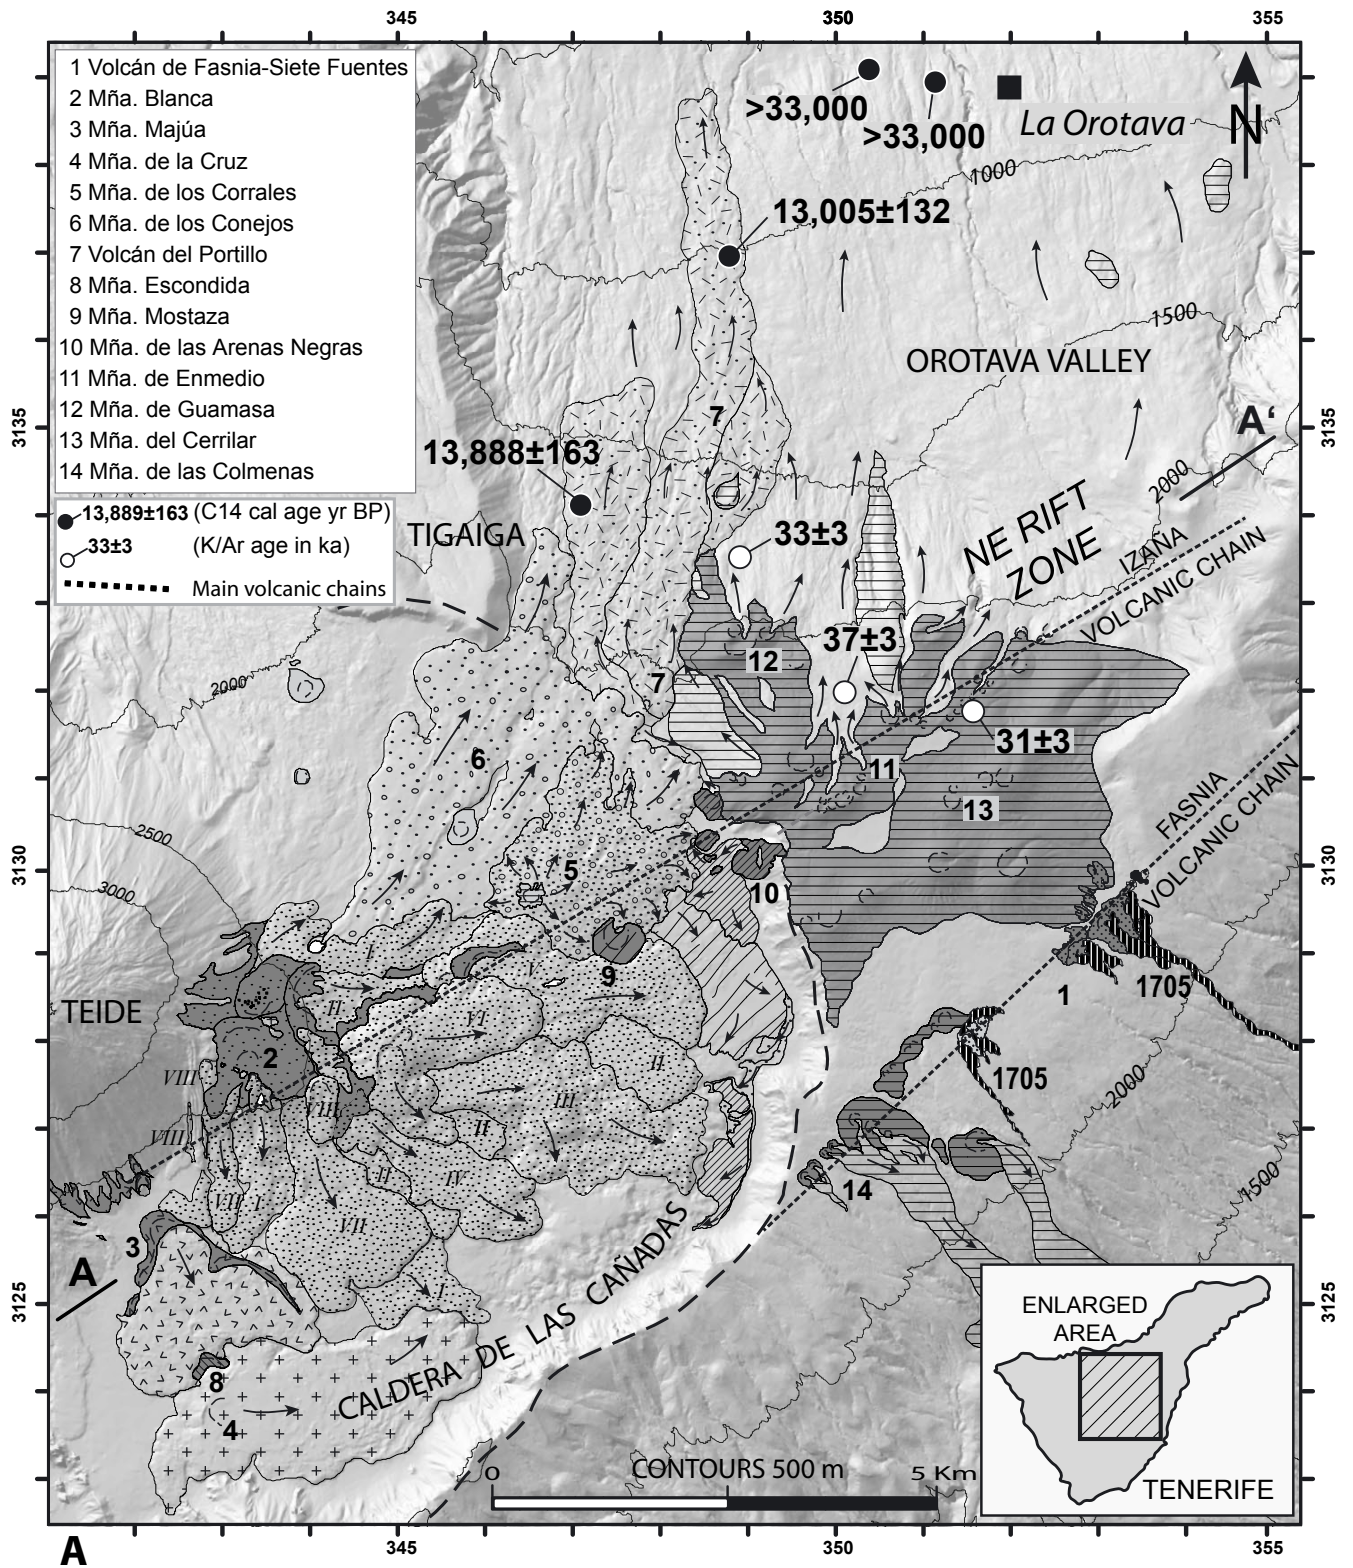 345
350
355
1 Volcán de Fasnia-Siete Fuentes
2 Mña. Blanca
3 Mña. Majúa
4 Mña. de la Cruz
5 Mña. de los Corrales
6 Mña. de los Conejos
7 Volcán del Portillo
8 Mña. Escondida
9 Mña. Mostaza
10 Mña. de las Arenas Negras
11 Mña. de Enmedio
12 Mña. de Guamasa
13 Mña. del Cerrilar
14 Mña. de las Colmenas
13,889±163 (C14 cal age yr BP)
33±3 (K/Ar age in ka)
Main volcanic chains
>33,000
>33,000
La Orotava
N
1000
13,005±132
1500
OROTAVA VALLEY
3135
3135
7
A'
13,888±163
2000
TIGAIGA
33±3
NE RIFT
ZONE
IZAÑA
VOLCANIC CHAIN
37±3
12
7
2000
31±3
6
11
13
FASNIA
VOLCANIC CHAIN
2500
3130
3130
3000
5
10
I
9
V
TEIDE
II
VI
1
1705
2
II
VIII
VIII
III
1705
2000
VIII
II
II
IV
VII
I
VII
14
1500
3
A
I
3125
3125
CALDERA DE LAS CAÑADAS
8
4
ENLARGED
AREA
TENERIFE
0
CONTOURS 500 m
5 Km
A
345
350
355